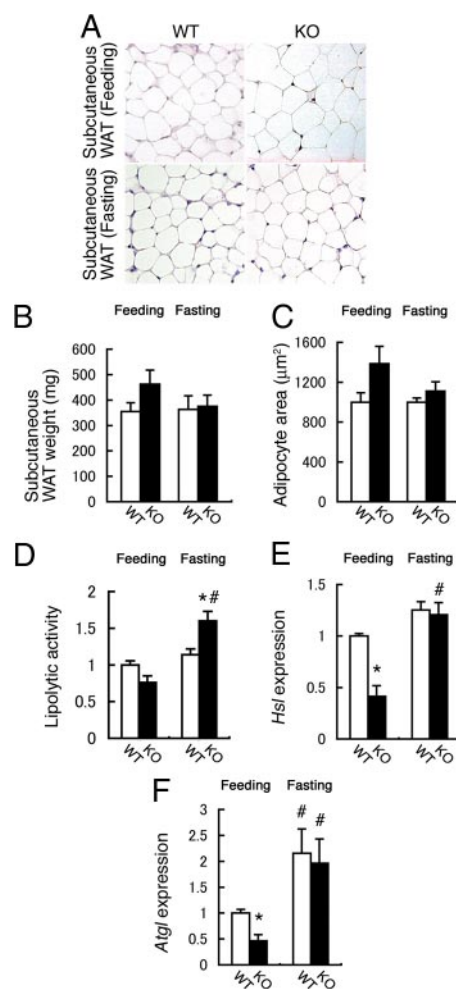 A
WT KO
Subcutaneous
WAT (Feeding)
Subcutaneous
WAT (Fasting)
B
Feeding Fasting
Subcutaneous
WAT weight (mg)
600
500
400
300
200
100
0
WT KO WT KO
C
Feeding Fasting
Adipocyte area (μm²)
1600
1200
800
400
0
WT KO WT KO
D
Feeding Fasting
Lipolytic activity
2
1.5
1
0.5
0
*#
WT KO WT KO
E
Feeding Fasting
Hsl expression
1.5
1
0.5
0
*
#
WT KO WT KO
F
Feeding Fasting
Atgl expression
3
2.5
2
1.5
1
0.5
0
*
# #
WT KO WT KO